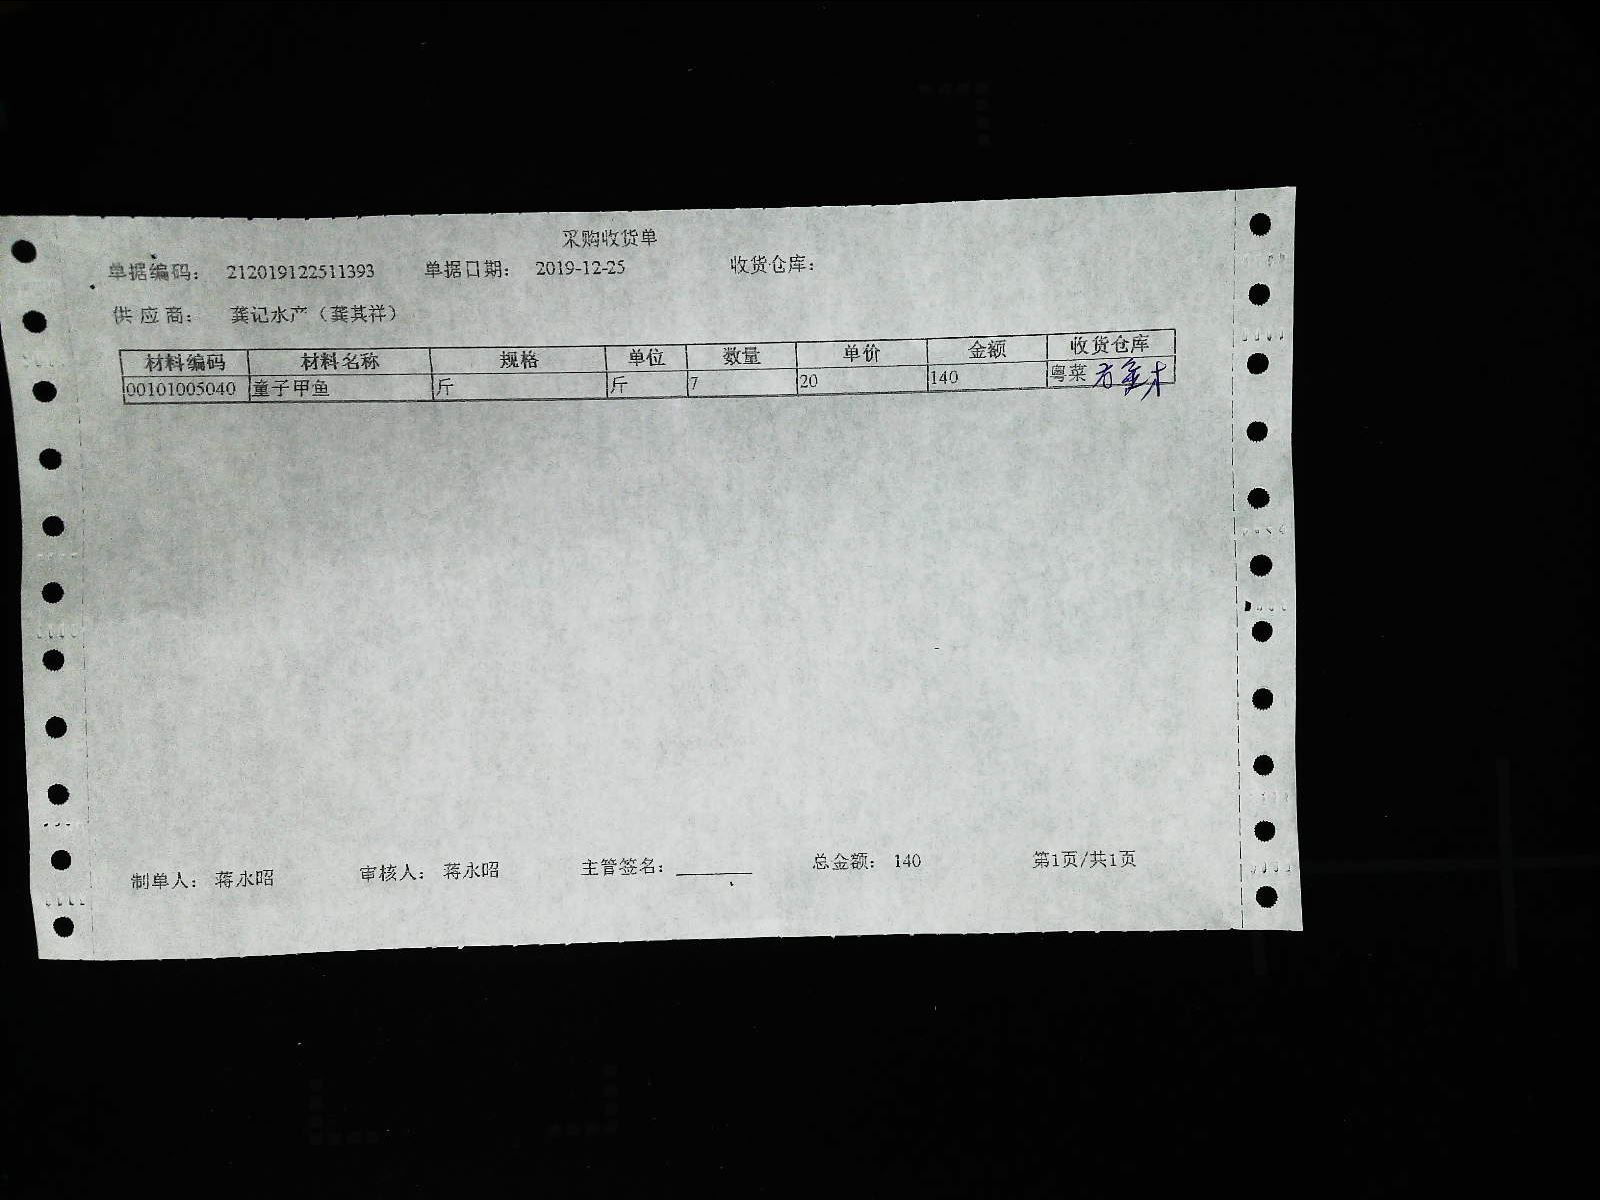 采购收货单
单据编码： 212019122511393 单据日期： 2019-12-25 收货仓库：
供 应 商： 龚记水产（龚其祥）
材料编码 材料名称 规格 单位 数量 单价 金额 收货仓库
00101005040 童子甲鱼 斤 斤 7 20 140 粤菜
制单人： 蒋永昭 审核人： 蒋永昭 主管签名： 总金额： 140 第1页/共1页